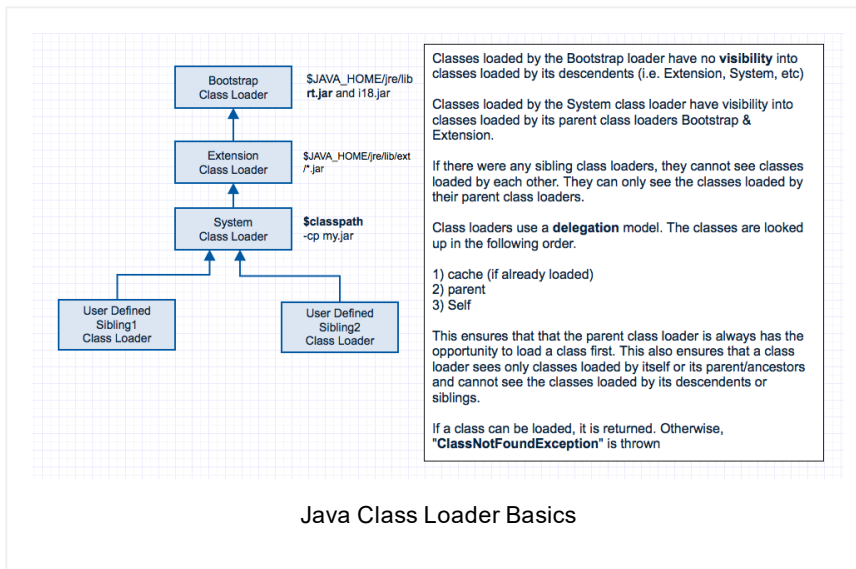 Bootstrap
Class Loader
$JAVA_HOME/jre/lib
rt.jar and i18.jar
Extension
Class Loader
$JAVA_HOME/jre/lib/ext
/*.jar
System
Class Loader
$classpath
-cp my.jar
User Defined
Sibling1
Class Loader
User Defined
Sibling2
Class Loader
Classes loaded by the Bootstrap loader have no visibility into
classes loaded by its descendents (i.e. Extension, System, etc)
Classes loaded by the System class loader have visibility into
classes loaded by its parent class loaders Bootstrap &
Extension.
If there were any sibling class loaders, they cannot see classes
loaded by each other. They can only see the classes loaded by
their parent class loaders.
Class loaders use a delegation model. The classes are looked
up in the following order.
1) cache (if already loaded)
2) parent
3) Self
This ensures that that the parent class loader is always has the
opportunity to load a class first. This also ensures that a class
loader sees only classes loaded by itself or its parent/ancestors
and cannot see the classes loaded by its descendents or
siblings.
If a class can be loaded, it is returned. Otherwise,
"ClassNotFoundException" is thrown
Java Class Loader Basics